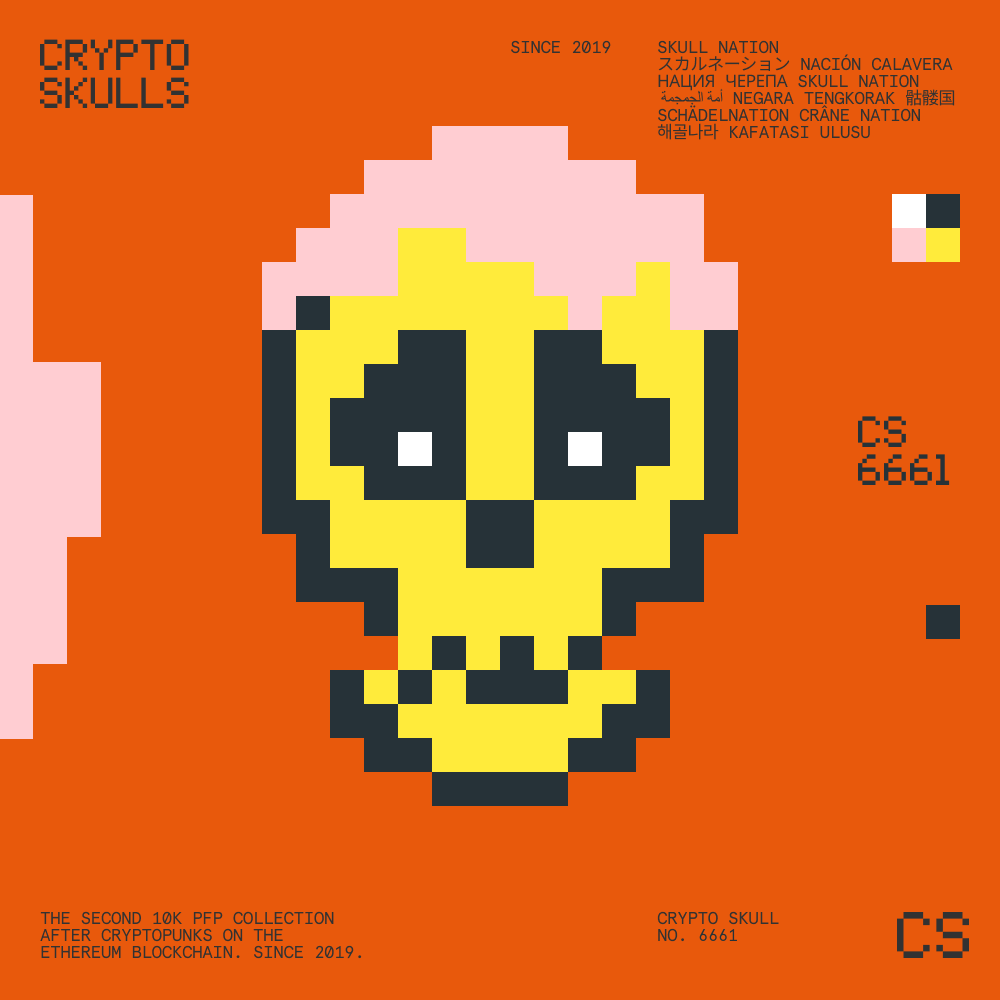 CRYPTO
SKULLS
SINCE 2019
SKULL NATION
スカルネーション NACIÓN CALAVERA
НАЦИЯ ЧЕРЕПА SKULL NATION
أمة الجمجمة NEGARA TENGKORAK 骷髅国
SCHÄDELNATION CRÂNE NATION
해골나라 KAFATASI ULUSU
CS
6661
THE SECOND 10K PFP COLLECTION
AFTER CRYPTOPUNKS ON THE
ETHEREUM BLOCKCHAIN. SINCE 2019.
CRYPTO SKULL
NO. 6661
CS